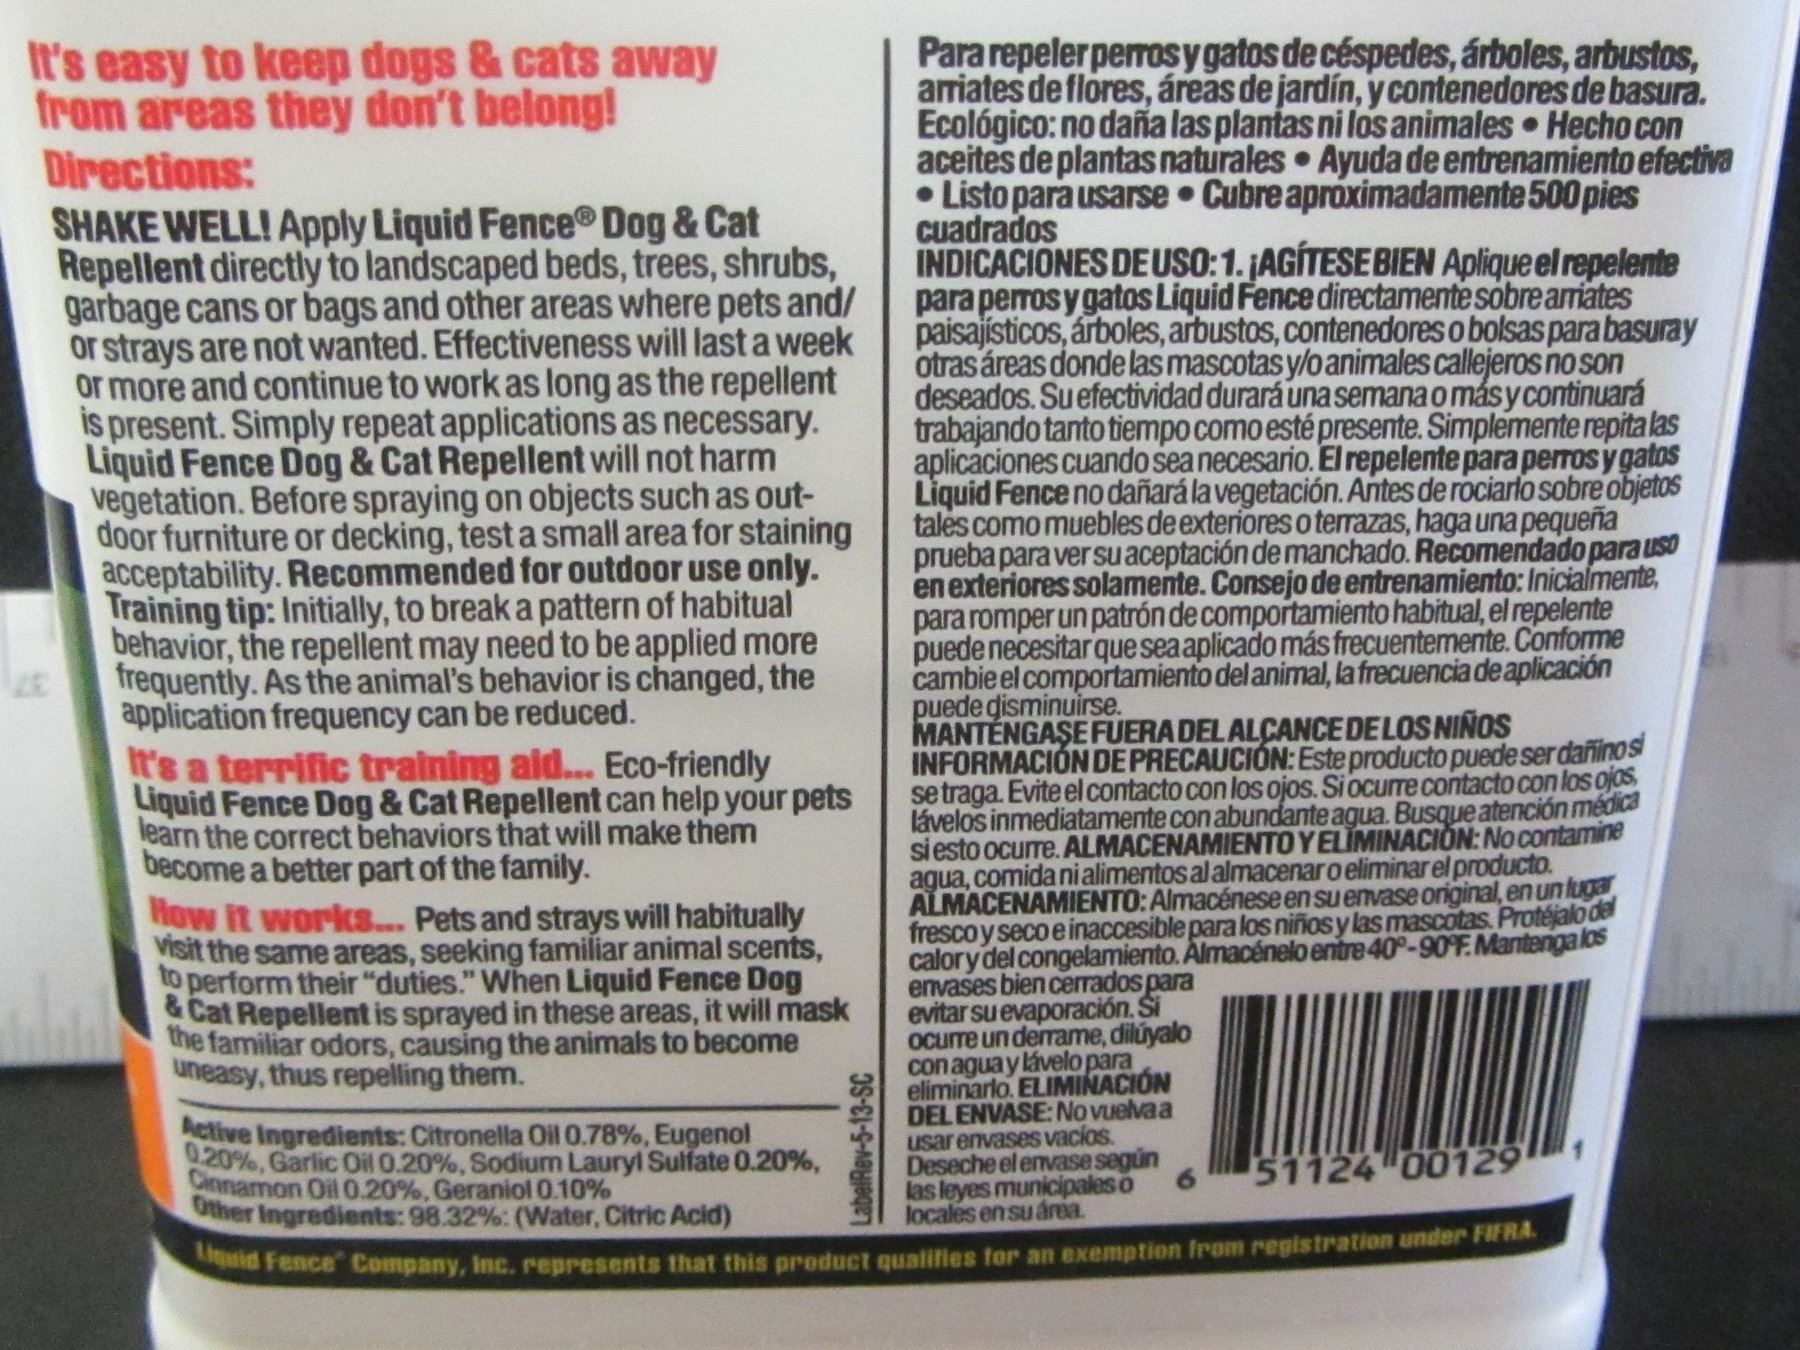 It's easy to keep dogs & cats away
from areas they don't belong!
Directions:
SHAKE WELL! Apply Liquid Fence® Dog & Cat
Repellent directly to landscaped beds, trees, shrubs,
garbage cans or bags and other areas where pets and/
or strays are not wanted. Effectiveness will last a week
or more and continue to work as long as the repellent
is present. Simply repeat applications as necessary.
Liquid Fence Dog & Cat Repellent will not harm
vegetation. Before spraying on objects such as out-
door furniture or decking, test a small area for staining
acceptability. Recommended for outdoor use only.
Training tip: Initially, to break a pattern of habitual
behavior, the repellent may need to be applied more
frequently. As the animal's behavior is changed, the
application frequency can be reduced.
It's a terrific training aid... Eco-friendly
Liquid Fence Dog & Cat Repellent can help your pets
learn the correct behaviors that will make them
become a better part of the family.
How it works... Pets and strays will habitually
visit the same areas, seeking familiar animal scents,
to perform their “duties.” When Liquid Fence Dog
& Cat Repellent is sprayed in these areas, it will mask
the familiar odors, causing the animals to become
uneasy, thus repelling them.
Active Ingredients: Citronella Oil 0.78%, Eugenol
0.20%, Garlic Oil 0.20%, Sodium Lauryl Sulfate 0.20%,
Cinnamon Oil 0.20%, Geraniol 0.10%
Other Ingredients: 98.32%: (Water, Citric Acid)
LabelRev-5-13-SC
Para repeler perros y gatos de céspedes, árboles, arbustos,
arriates de flores, áreas de jardín, y contenedores de basura.
Ecológico: no daña las plantas ni los animales • Hecho con
aceites de plantas naturales • Ayuda de entrenamiento efectiva
• Listo para usarse • Cubre aproximadamente 500 pies
cuadrados
INDICACIONES DE USO: 1. ¡AGÍTESE BIEN Aplique el repelente
para perros y gatos Liquid Fence directamente sobre arriates
paisajísticos, árboles, arbustos, contenedores o bolsas para basura y
otras áreas donde las mascotas y/o animales callejeros no son
deseados. Su efectividad durará una semana o más y continuará
trabajando tanto tiempo como esté presente. Simplemente repita las
aplicaciones cuando sea necesario. El repelente para perros y gatos
Liquid Fence no dañará la vegetación. Antes de rociarlo sobre objetos
tales como muebles de exteriores o terrazas, haga una pequeña
prueba para ver su aceptación de manchado. Recomendado para uso
en exteriores solamente. Consejo de entrenamiento: Inicialmente,
para romper un patrón de comportamiento habitual, el repelente
puede necesitar que sea aplicado más frecuentemente. Conforme
cambie el comportamiento del animal, la frecuencia de aplicación
puede disminuirse.
MANTÉNGASE FUERA DEL ALCANCE DE LOS NIÑOS
INFORMACIÓN DE PRECAUCIÓN: Este producto puede ser dañino si
se traga. Evite el contacto con los ojos. Si ocurre contacto con los ojos,
lávelos inmediatamente con abundante agua. Busque atención médica
si esto ocurre. ALMACENAMIENTO Y ELIMINACIÓN: No contamine
agua, comida ni alimentos al almacenar o eliminar el producto.
ALMACENAMIENTO: Almacénese en su envase original, en un lugar
fresco y seco e inaccesible para los niños y las mascotas. Protéjalo del
calor y del congelamiento. Almacénelo entre 40º - 90ºF. Mantenga los
envases bien cerrados para
evitar su evaporación. Si
ocurre un derrame, dilúyalo
con agua y lávelo para
eliminarlo. ELIMINACIÓN
DEL ENVASE: No vuelva a
usar envases vacíos.
Deseche el envase según
las leyes municipales o
locales en su área.
6 51124 00129 1
Liquid Fence® Company, Inc. represents that this product qualifies for an exemption from registration under FIFRA.